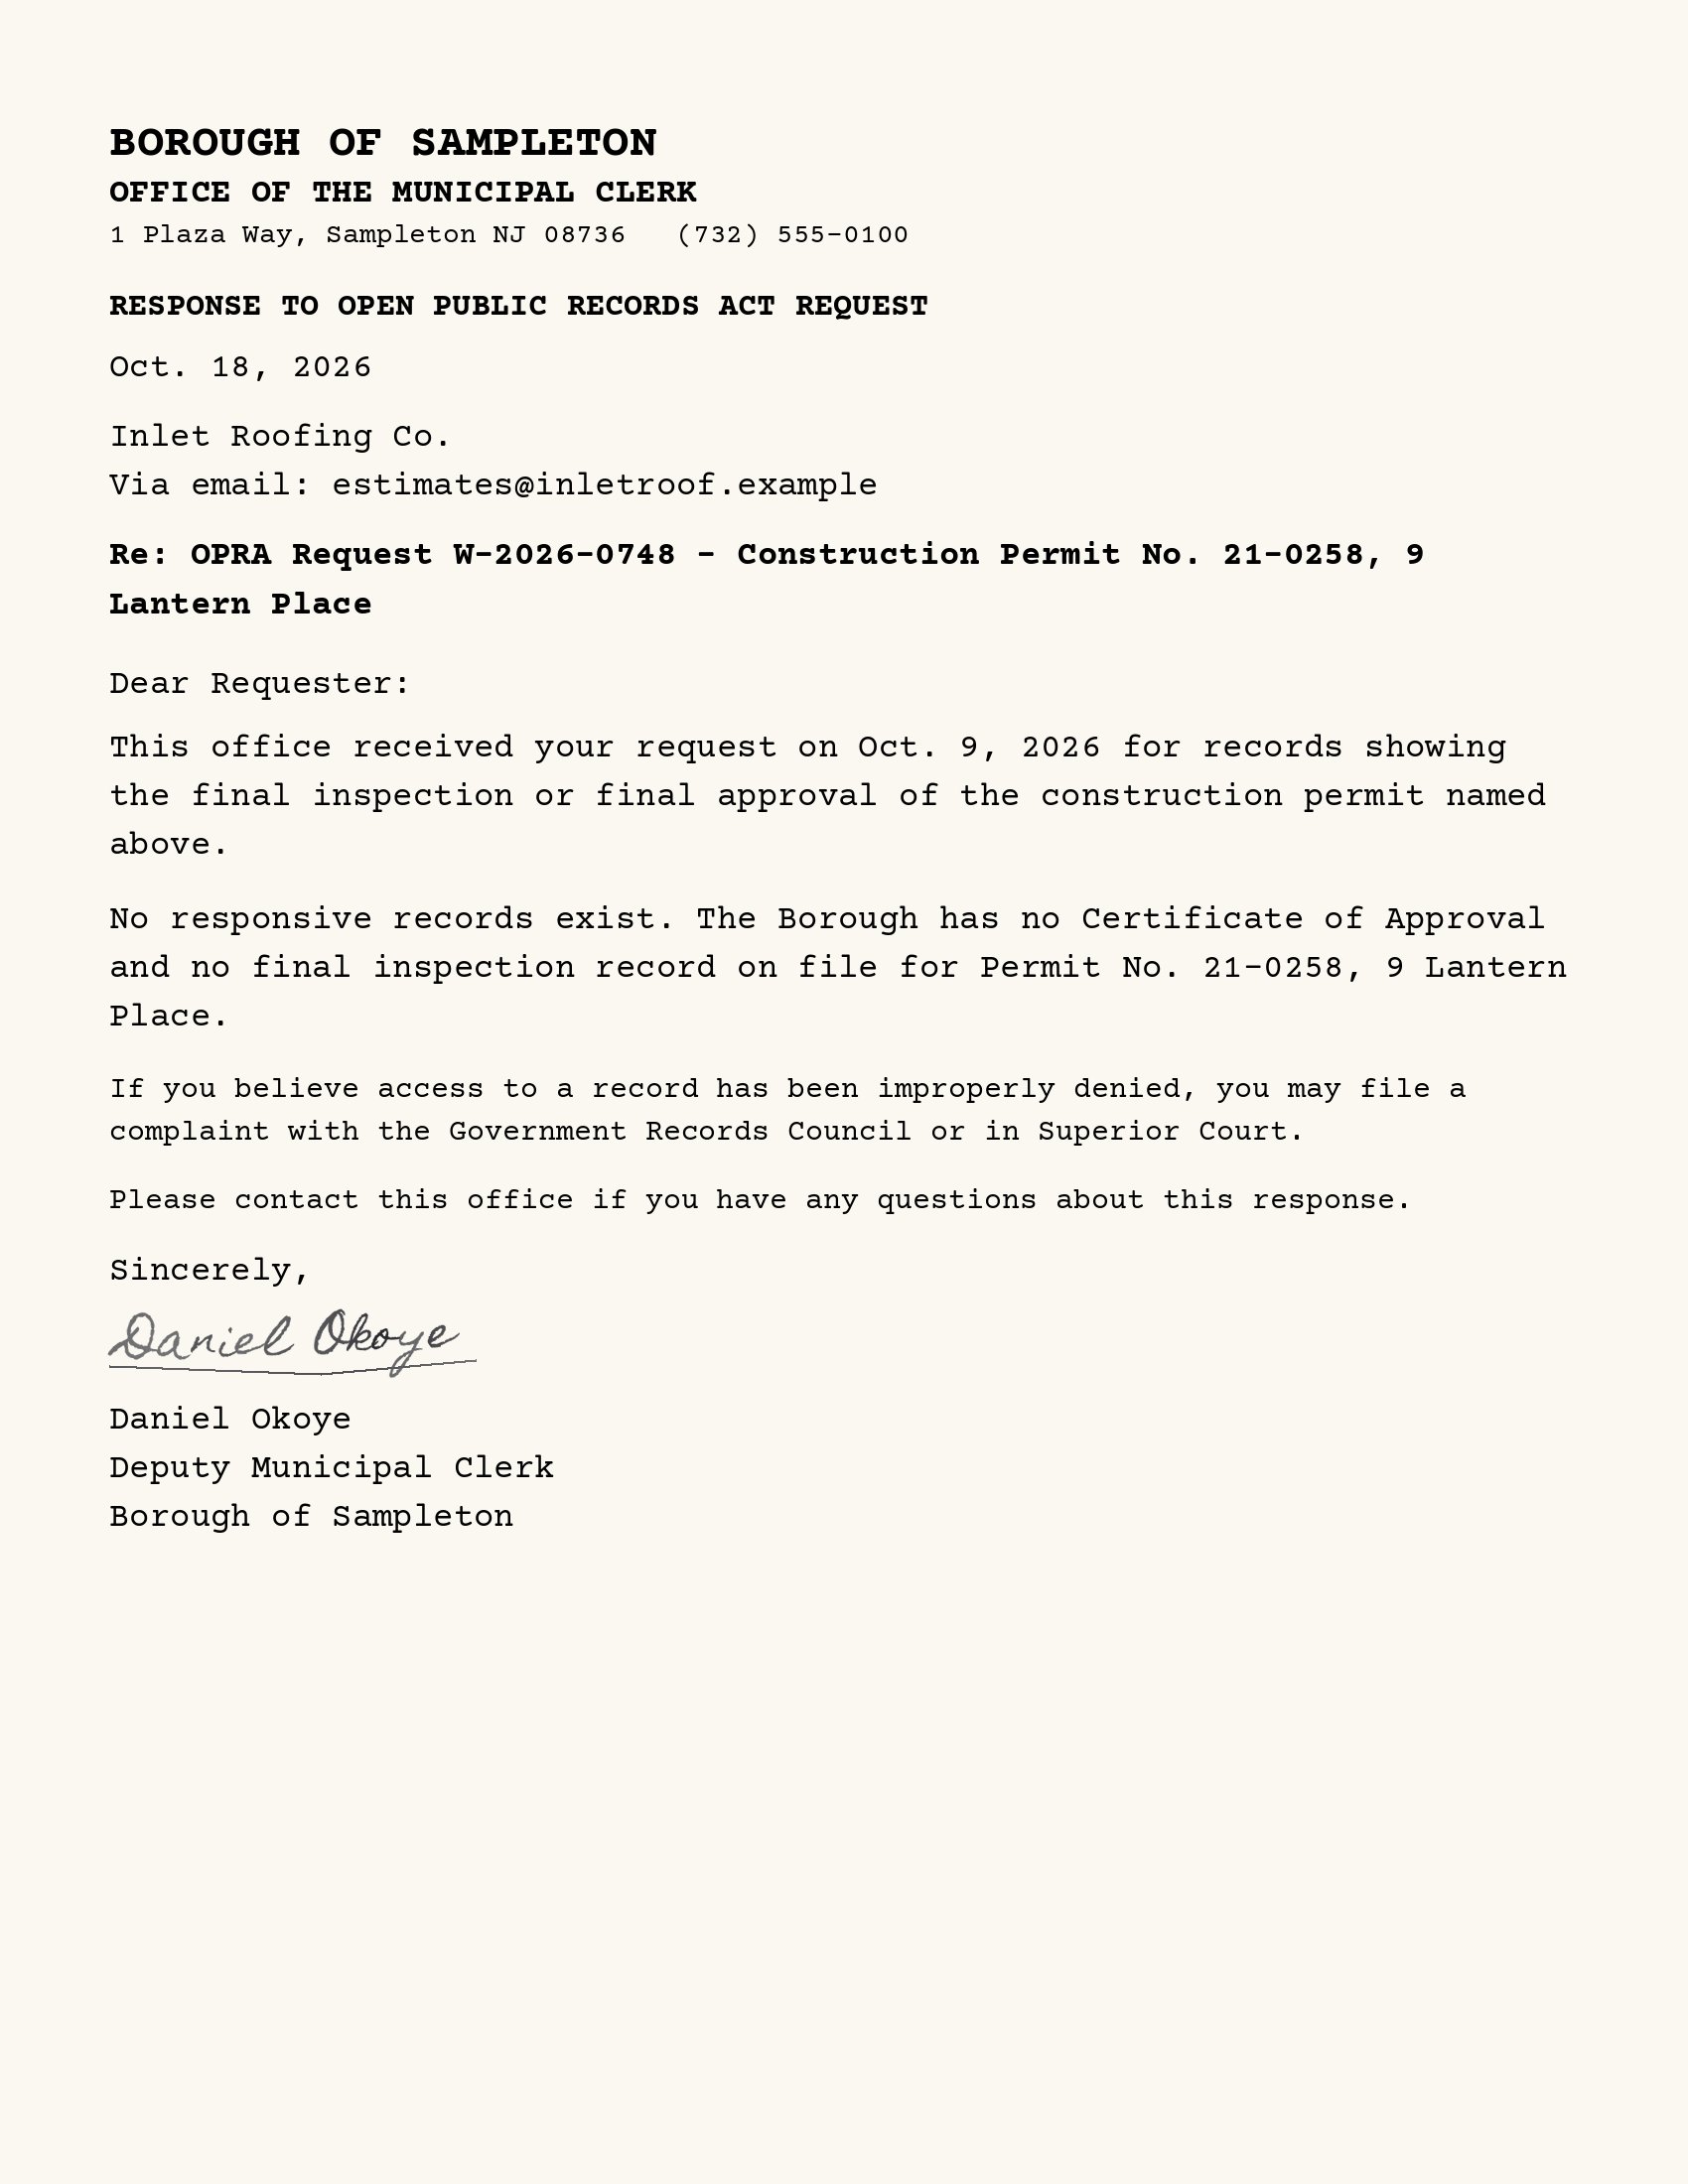 BOROUGH OF SAMPLETON
OFFICE OF THE MUNICIPAL CLERK
1 Plaza Way, Sampleton NJ 08736   (732) 555-0100
RESPONSE TO OPEN PUBLIC RECORDS ACT REQUEST
Oct. 18, 2026
Inlet Roofing Co.
Via email: estimates@inletroof.example
Re: OPRA Request W-2026-0748 - Construction Permit No. 21-0258, 9
Lantern Place
Dear Requester:
This office received your request on Oct. 9, 2026 for records showing
the final inspection or final approval of the construction permit named
above.
No responsive records exist. The Borough has no Certificate of Approval
and no final inspection record on file for Permit No. 21-0258, 9 Lantern
Place.
If you believe access to a record has been improperly denied, you may file a
complaint with the Government Records Council or in Superior Court.
Please contact this office if you have any questions about this response.
Sincerely,
Daniel Okoye
Daniel Okoye
Deputy Municipal Clerk
Borough of Sampleton